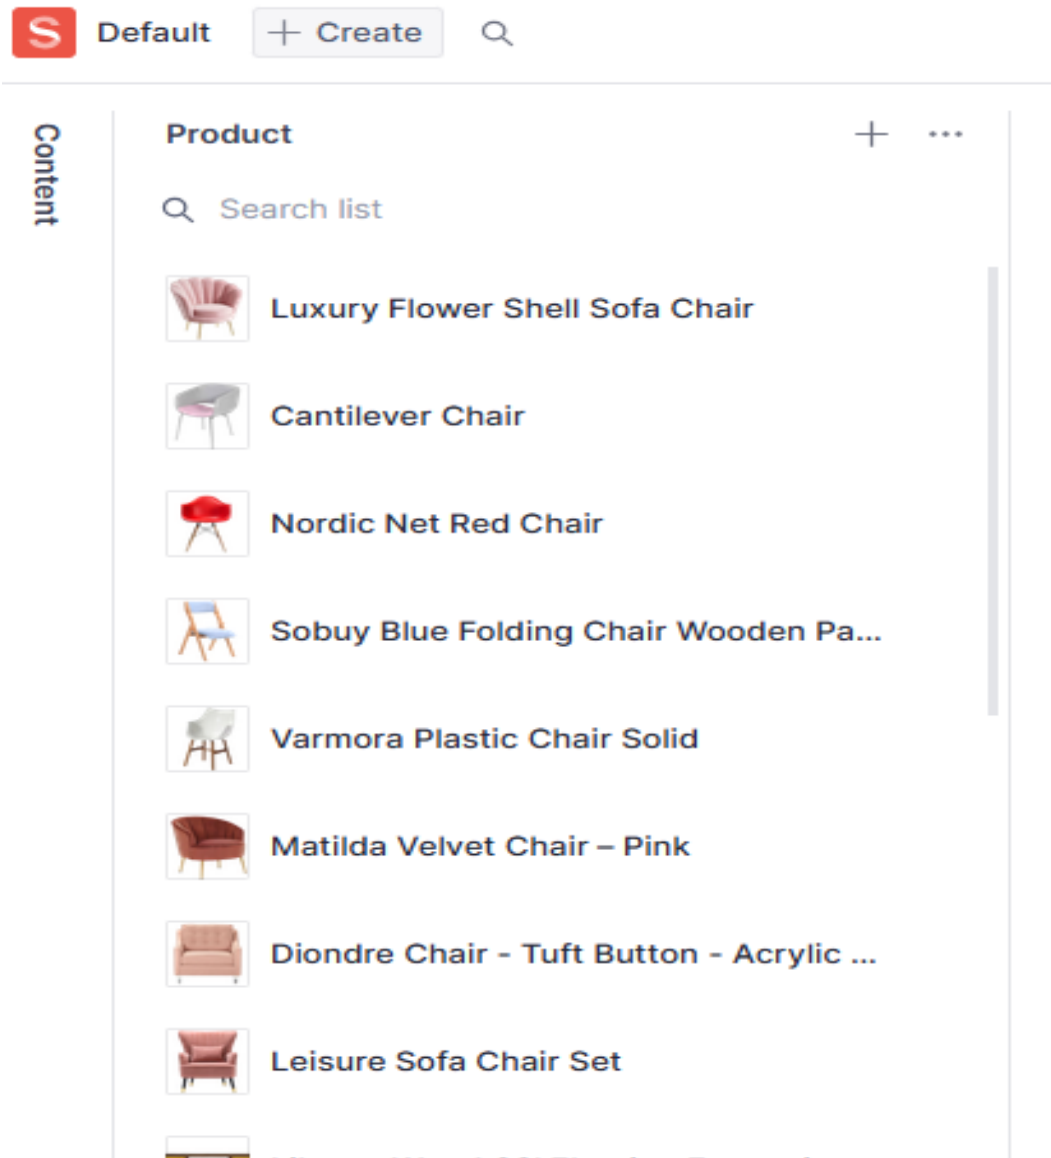 S Default + Create
Content
Product
Search list
Luxury Flower Shell Sofa Chair
Cantilever Chair
Nordic Net Red Chair
Sobuy Blue Folding Chair Wooden Pa...
Varmora Plastic Chair Solid
Matilda Velvet Chair – Pink
Diondre Chair - Tuft Button - Acrylic ...
Leisure Sofa Chair Set